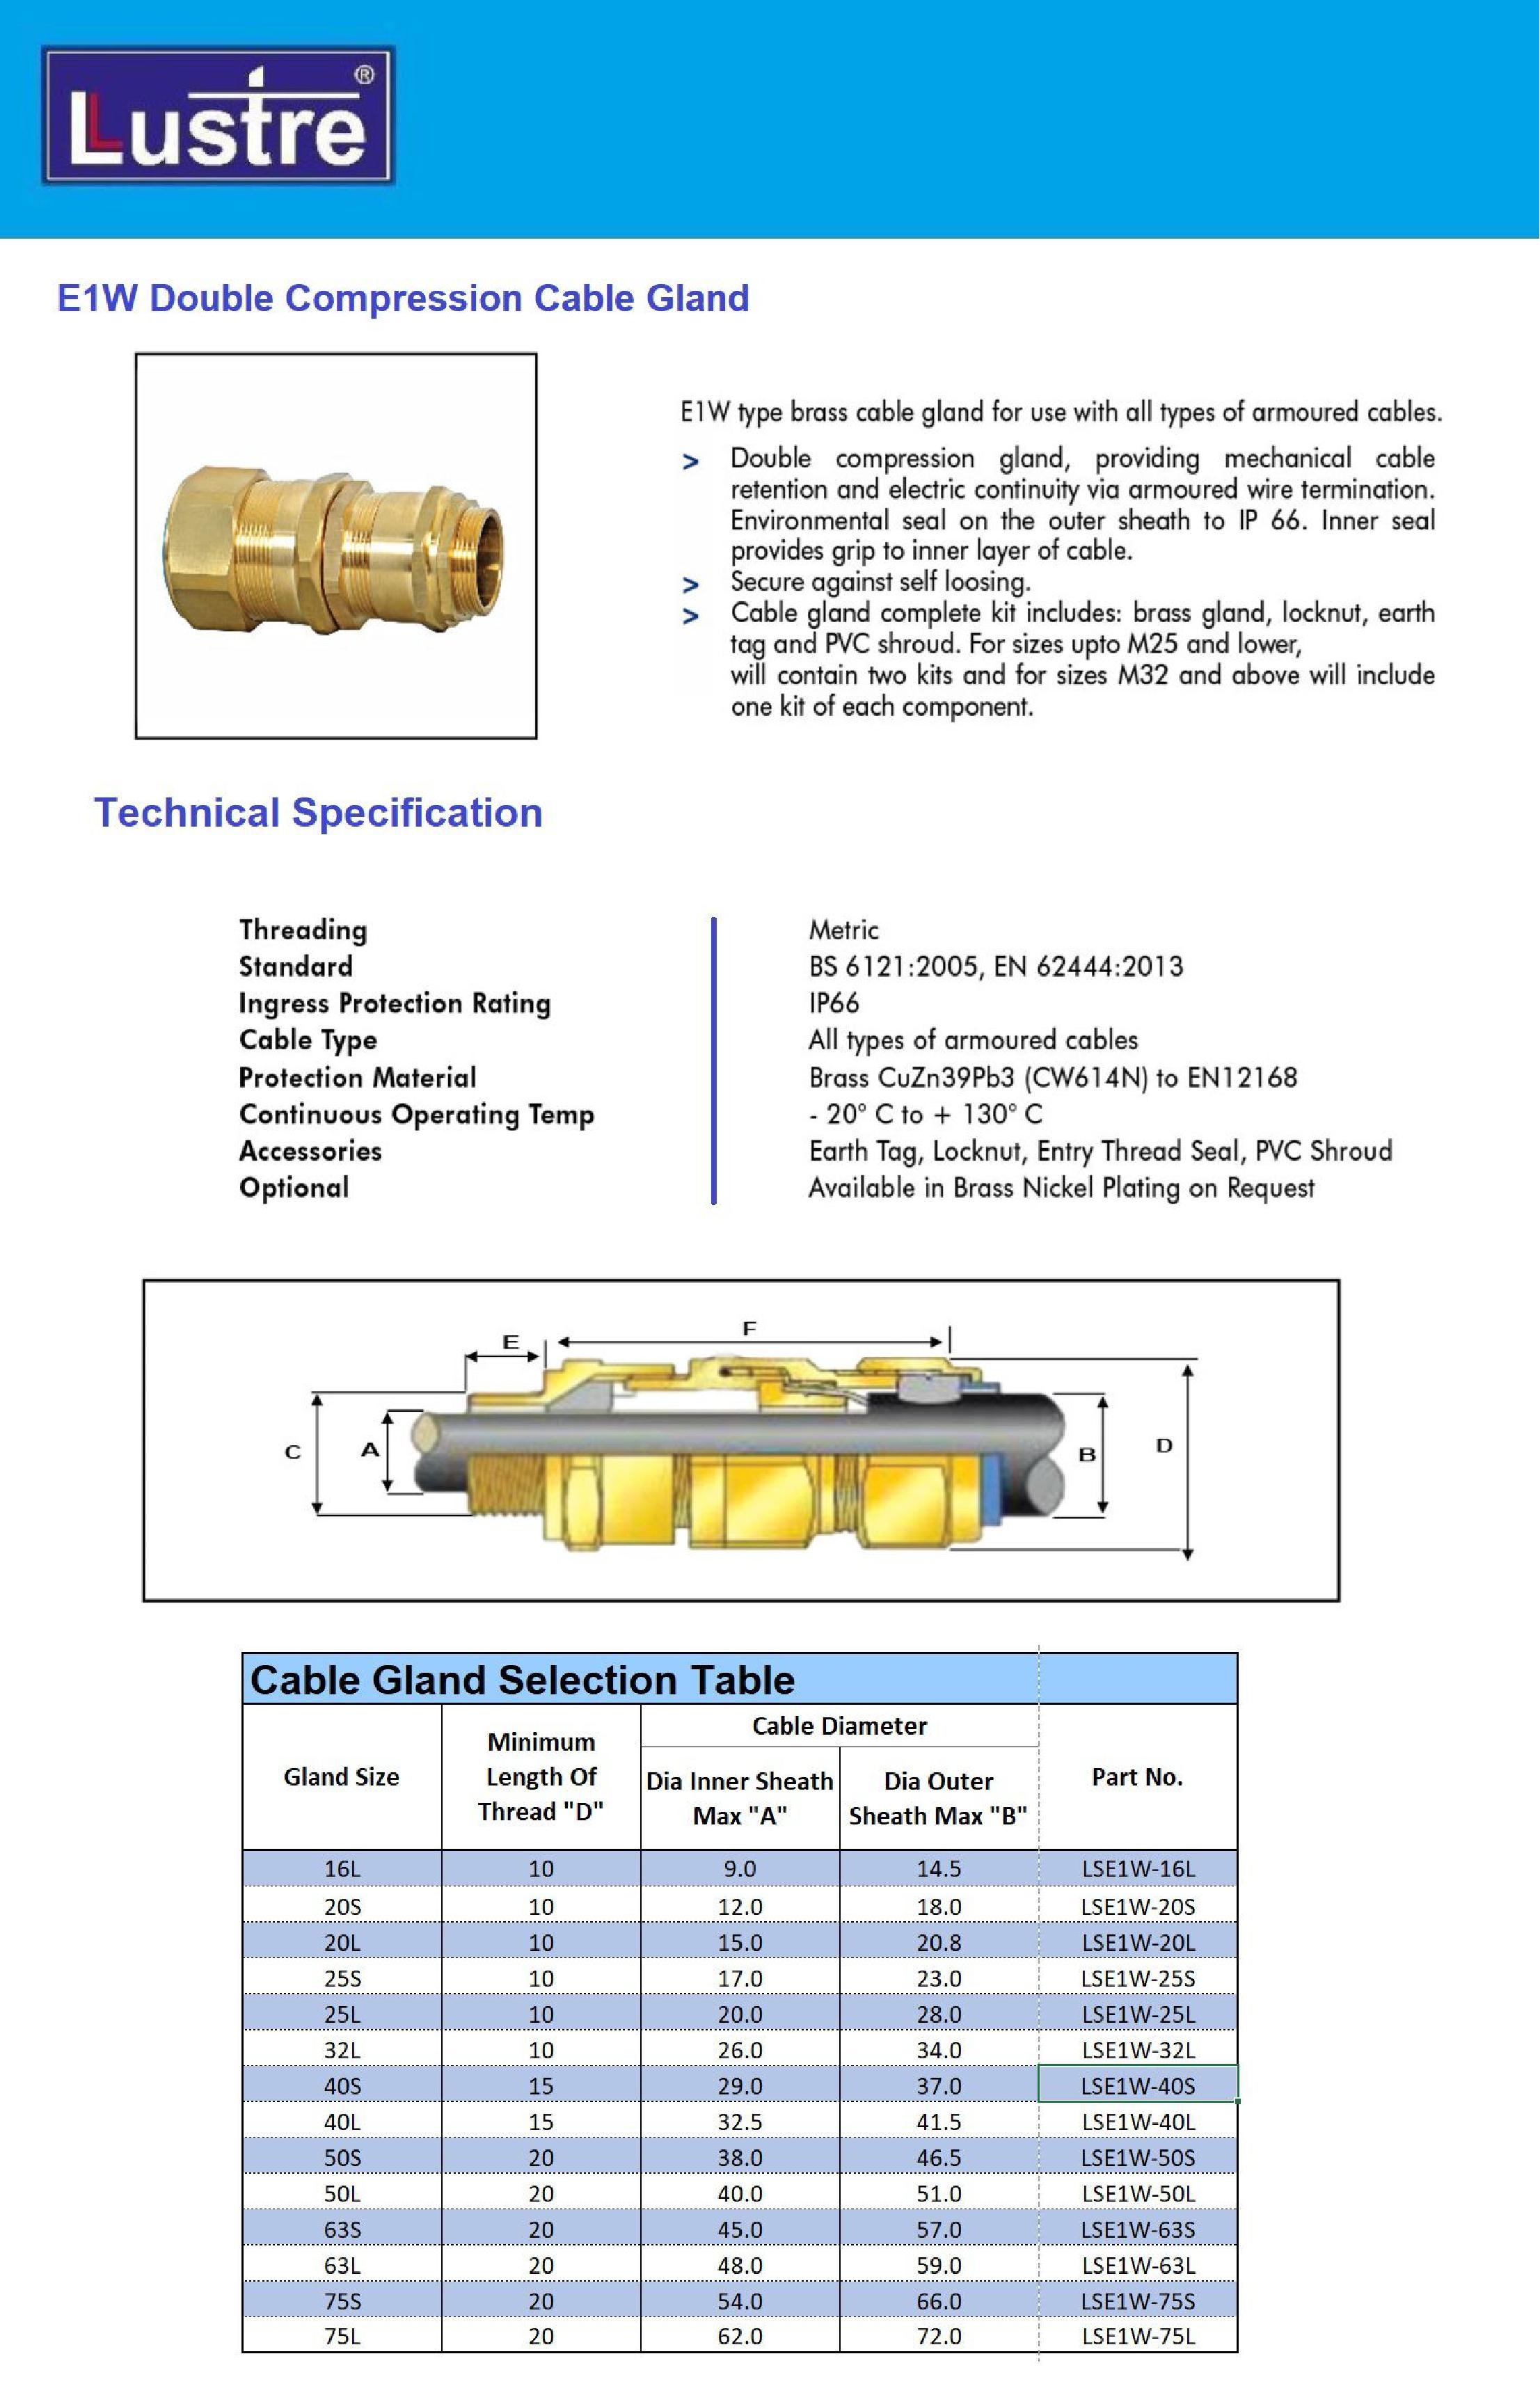 Lustre ®
E1W Double Compression Cable Gland
E1W type brass cable gland for use with all types of armoured cables.
> Double compression gland, providing mechanical cable
retention and electric continuity via armoured wire termination.
Environmental seal on the outer sheath to IP 66. Inner seal
provides grip to inner layer of cable.
> Secure against self loosing.
> Cable gland complete kit includes: brass gland, locknut, earth
tag and PVC shroud. For sizes upto M25 and lower,
will contain two kits and for sizes M32 and above will include
one kit of each component.
Technical Specification
Threading Metric
Standard BS 6121:2005, EN 62444:2013
Ingress Protection Rating IP66
Cable Type All types of armoured cables
Protection Material Brass CuZn39Pb3 (CW614N) to EN12168
Continuous Operating Temp - 20° C to + 130° C
Accessories Earth Tag, Locknut, Entry Thread Seal, PVC Shroud
Optional Available in Brass Nickel Plating on Request
F
E
C A B D
Cable Gland Selection Table
Cable Diameter
Minimum
Gland Size Length Of Dia Inner Sheath Dia Outer Part No.
Thread "D" Max "A" Sheath Max "B"
16L 10 9.0 14.5 LSE1W-16L
20S 10 12.0 18.0 LSE1W-20S
20L 10 15.0 20.8 LSE1W-20L
25S 10 17.0 23.0 LSE1W-25S
25L 10 20.0 28.0 LSE1W-25L
32L 10 26.0 34.0 LSE1W-32L
40S 15 29.0 37.0 LSE1W-40S
40L 15 32.5 41.5 LSE1W-40L
50S 20 38.0 46.5 LSE1W-50S
50L 20 40.0 51.0 LSE1W-50L
63S 20 45.0 57.0 LSE1W-63S
63L 20 48.0 59.0 LSE1W-63L
75S 20 54.0 66.0 LSE1W-75S
75L 20 62.0 72.0 LSE1W-75L